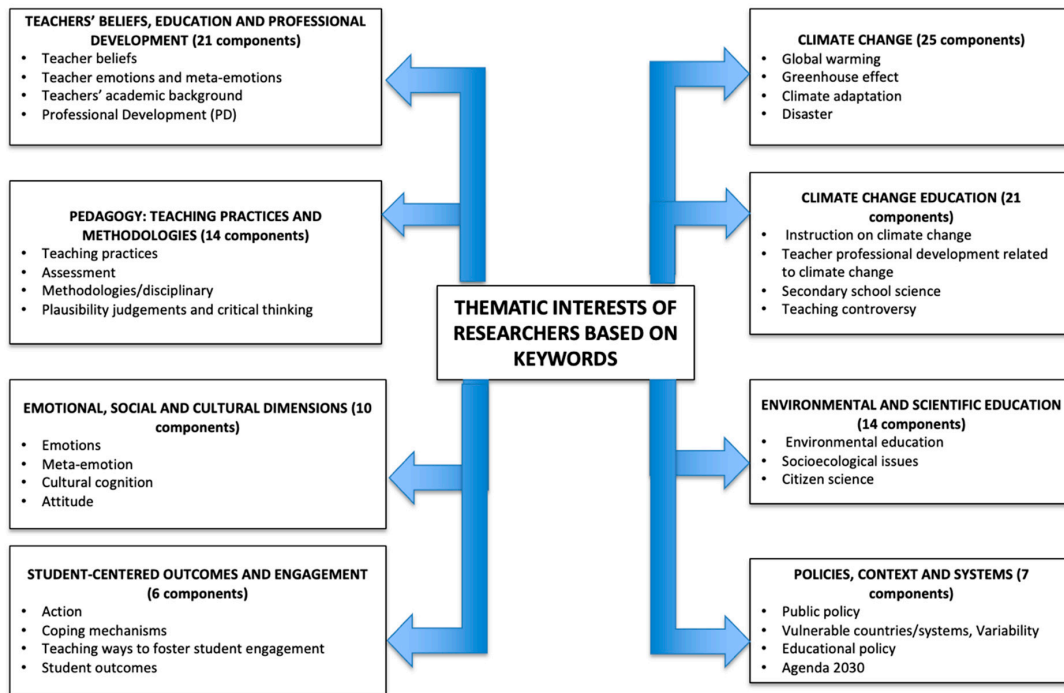 TEACHERS' BELIEFS, EDUCATION AND PROFESSIONAL
DEVELOPMENT (21 components)
• Teacher beliefs
• Teacher emotions and meta-emotions
• Teachers' academic background
• Professional Development (PD)
PEDAGOGY: TEACHING PRACTICES AND
METHODOLOGIES (14 components)
• Teaching practices
• Assessment
• Methodologies/disciplinary
• Plausibility judgements and critical thinking
EMOTIONAL, SOCIAL AND CULTURAL DIMENSIONS (10
components)
• Emotions
• Meta-emotion
• Cultural cognition
• Attitude
STUDENT-CENTERED OUTCOMES AND ENGAGEMENT
(6 components)
• Action
• Coping mechanisms
• Teaching ways to foster student engagement
• Student outcomes
THEMATIC INTERESTS OF
RESEARCHERS BASED ON
KEYWORDS
CLIMATE CHANGE (25 components)
• Global warming
• Greenhouse effect
• Climate adaptation
• Disaster
CLIMATE CHANGE EDUCATION (21
components)
• Instruction on climate change
• Teacher professional development related
to climate change
• Secondary school science
• Teaching controversy
ENVIRONMENTAL AND SCIENTIFIC EDUCATION
(14 components)
• Environmental education
• Socioecological issues
• Citizen science
POLICIES, CONTEXT AND SYSTEMS (7
components)
• Public policy
• Vulnerable countries/systems, Variability
• Educational policy
• Agenda 2030